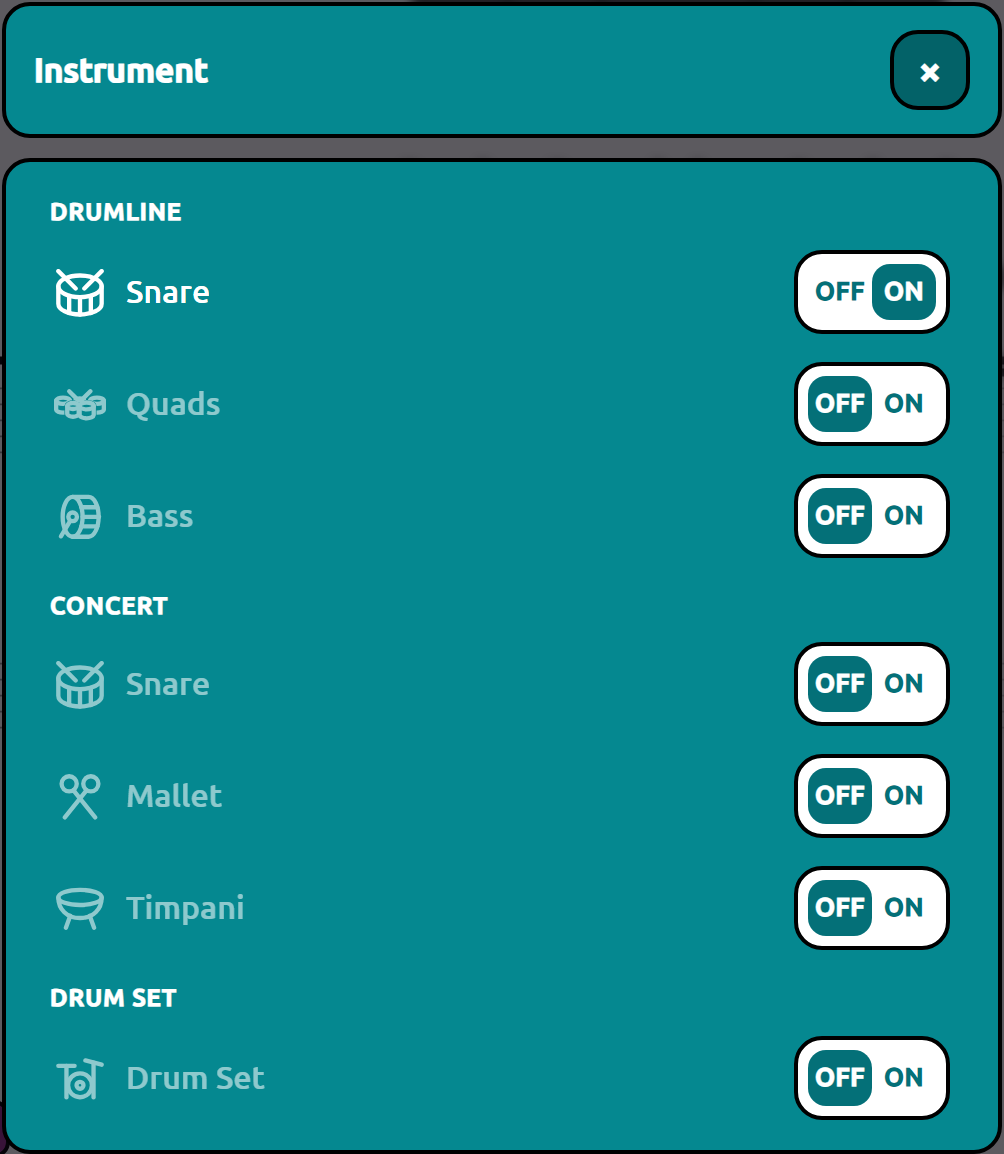 Instrument ✖
DRUMLINE
Snare OFF ON
Quads OFF ON
Bass OFF ON
CONCERT
Snare OFF ON
Mallet OFF ON
Timpani OFF ON
DRUM SET
Drum Set OFF ON